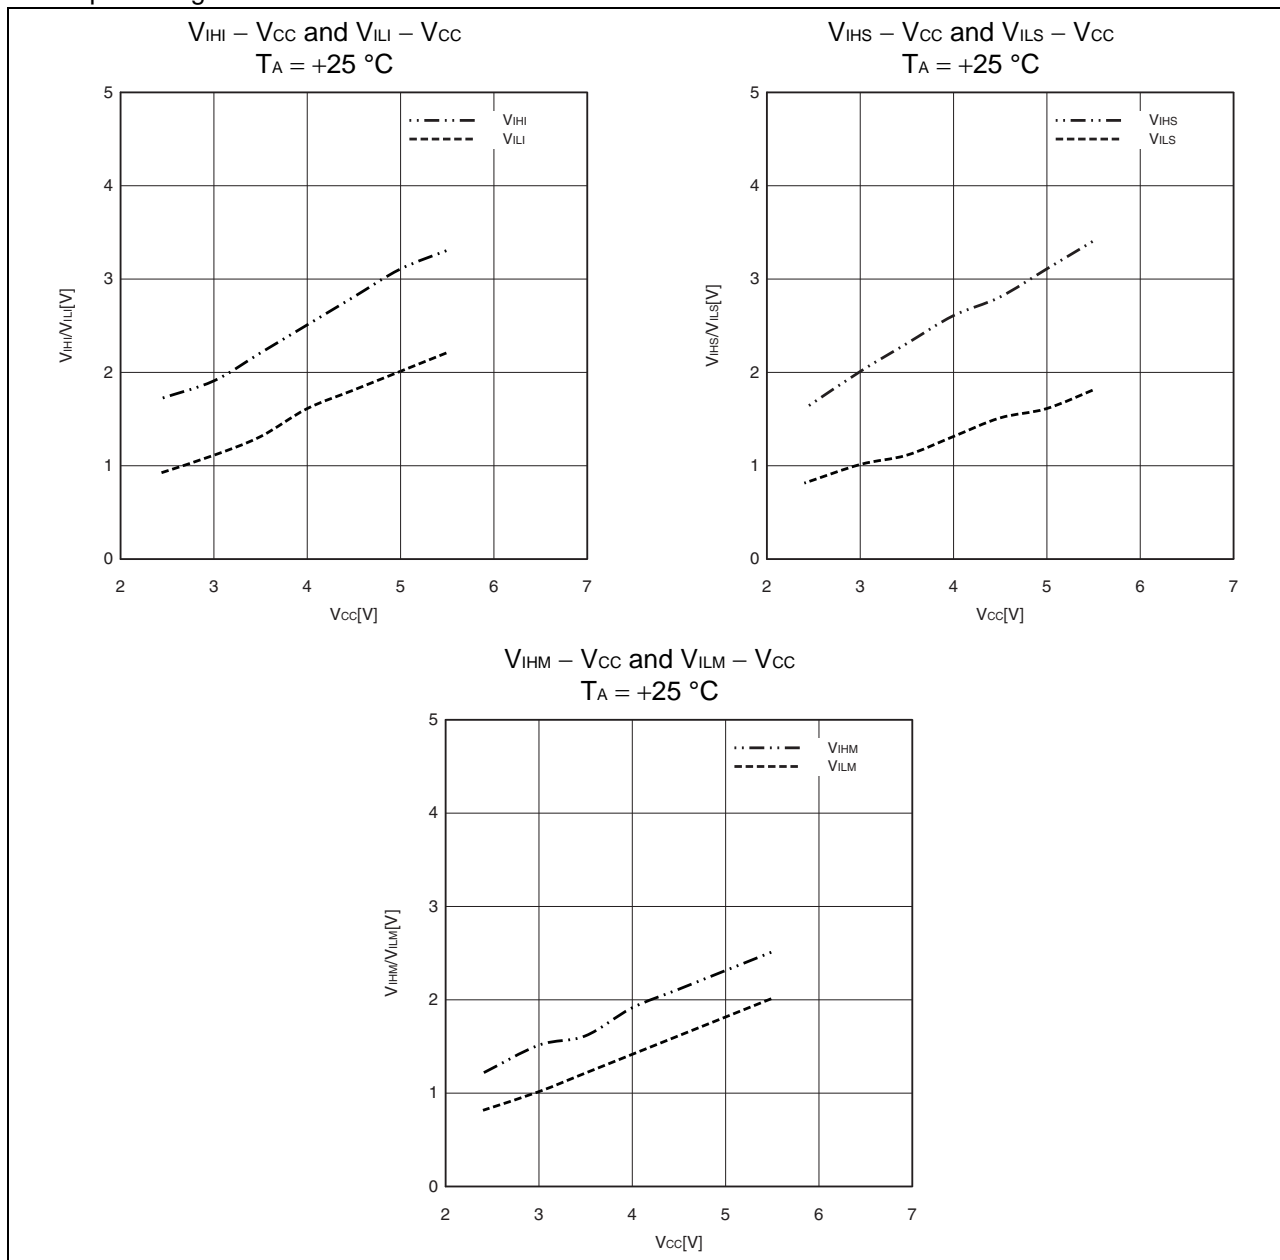 VIHI − VCC and VILI − VCC
TA = +25 °C
5
4
3
2
1
0
2 3 4 5 6 7
VIHI/VILI[V]
VCC[V]
VIHI
VILI
VIHS − VCC and VILS − VCC
TA = +25 °C
5
4
3
2
1
0
2 3 4 5 6 7
VIHS/VILS[V]
VCC[V]
VIHS
VILS
VIHM − VCC and VILM − VCC
TA = +25 °C
5
4
3
2
1
0
2 3 4 5 6 7
VIHM/VILM[V]
VCC[V]
VIHM
VILM